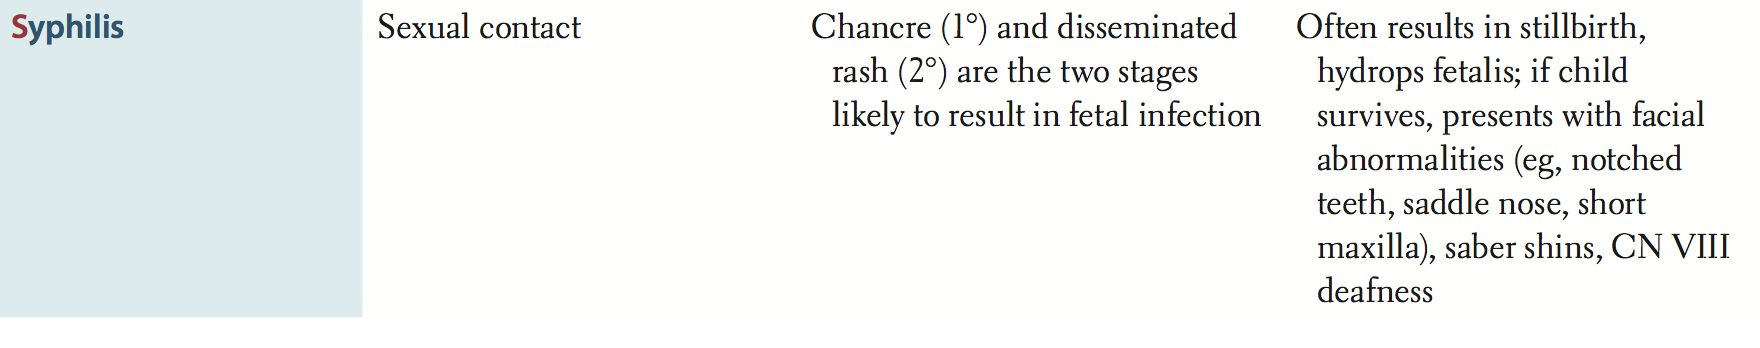 Syphilis
Sexual contact
Chancre (1°) and disseminated
rash (2°) are the two stages
likely to result in fetal infection
Often results in stillbirth,
hydrops fetalis; if child
survives, presents with facial
abnormalities (eg, notched
teeth, saddle nose, short
maxilla), saber shins, CN VIII
deafness